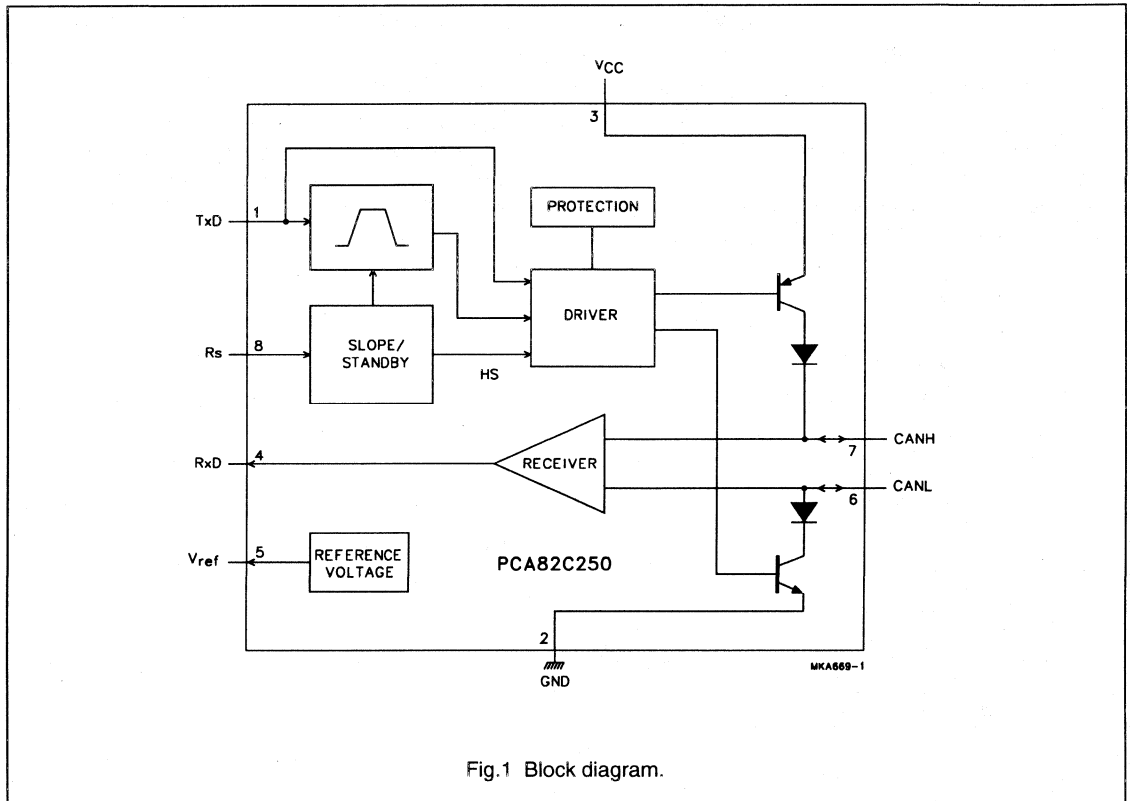 VCC
3
TxD
1
PROTECTION
DRIVER
Rs
8
SLOPE/
STANDBY
HS
RxD
4
RECEIVER
7
CANH
6
CANL
Vref
5
REFERENCE
VOLTAGE
PCA82C250
2
GND
MKA669-1
Fig.1 Block diagram.